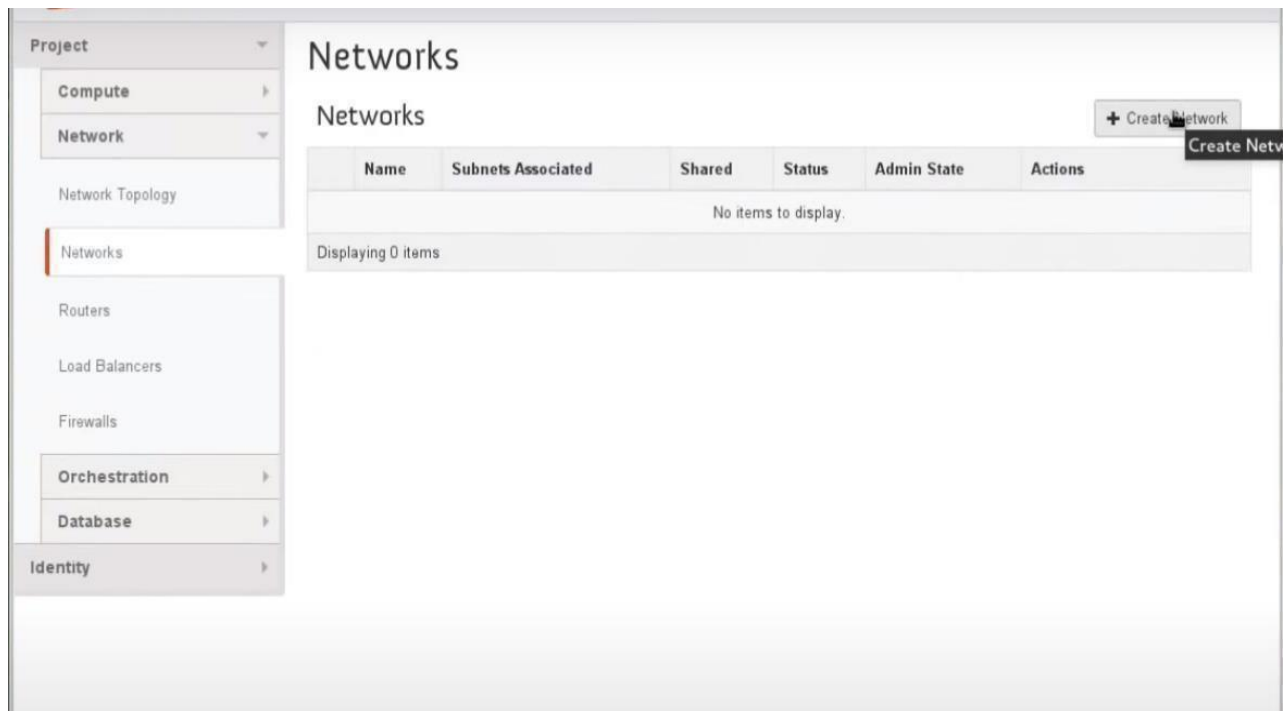 Project
Compute
Network
Network Topology
Networks
Routers
Load Balancers
Firewalls
Orchestration
Database
Identity
Networks
Networks
+ Create Network
Create Netw
Name Subnets Associated Shared Status Admin State Actions
No items to display.
Displaying 0 items